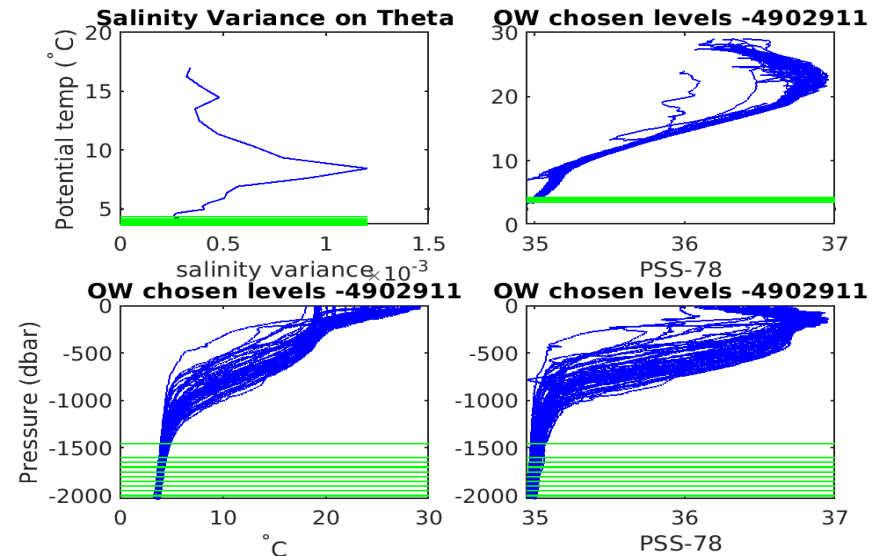 Salinity Variance on Theta
20
15
10
5
Potential temp (°C)
0 0.5 1 1.5
salinity variance ×10-3
OW chosen levels -4902911
30
20
10
0
35 36 37
PSS-78
OW chosen levels -4902911
0
-500
-1000
-1500
-2000
Pressure (dbar)
0 10 20 30
°C
OW chosen levels -4902911
0
-500
-1000
-1500
-2000
35 36 37
PSS-78